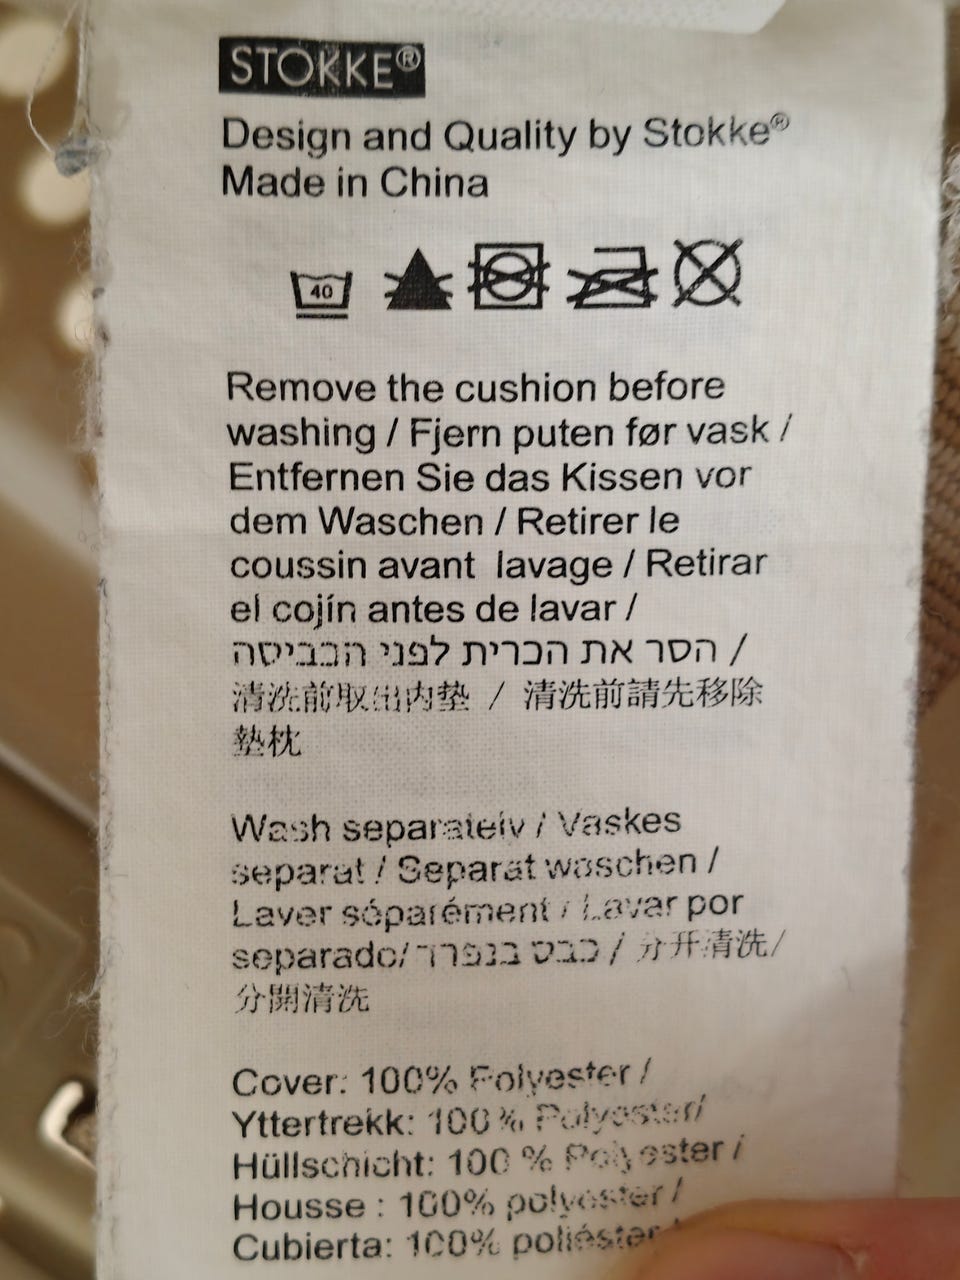 STOKKE®
Design and Quality by Stokke®
Made in China
40
Remove the cushion before
washing / Fjern puten før vask /
Entfernen Sie das Kissen vor
dem Waschen / Retirer le
coussin avant lavage / Retirar
el cojín antes de lavar /
הסר את הכרית לפני הכביסה /
清洗前取出内垫 / 清洗前請先移除
墊枕
Wash separately / Vaskes
separat / Separat waschen /
Laver séparément / Lavar por
separado/ כבס בנפרד / 分开清洗/
分開清洗
Cover: 100% Polyester /
Yttertrekk: 100 % Polyester/
Hüllschicht: 100 % Polyester /
Housse : 100% polyester /
Cubierta: 100% poliéster /